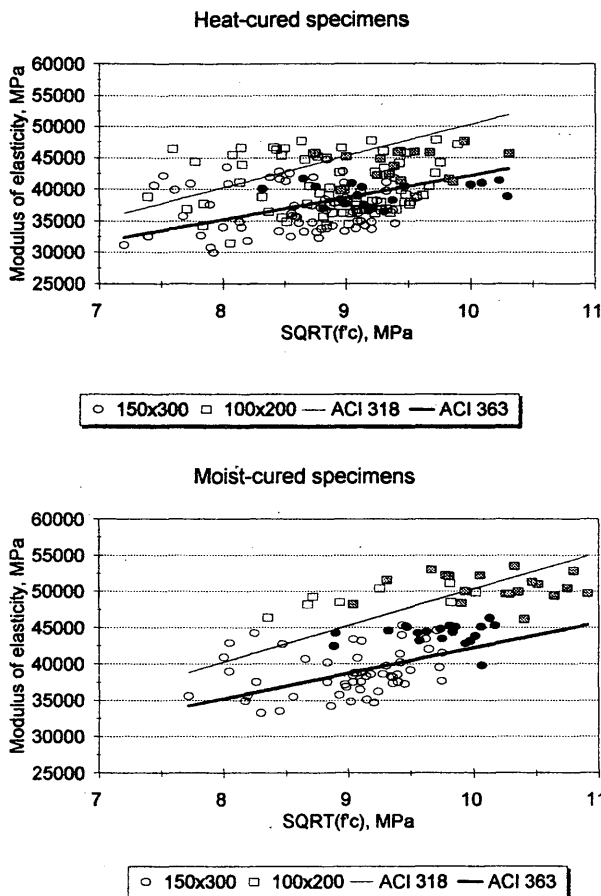 Heat-cured specimens
Modulus of elasticity, MPa
60000
55000
50000
45000
40000
35000
30000
25000
7 8 9 10 11
SQRT(f'c), MPa
150x300 100x200 ACI 318 ACI 363
Moist-cured specimens
Modulus of elasticity, MPa
60000
55000
50000
45000
40000
35000
30000
25000
7 8 9 10 11
SQRT(f'c), MPa
150x300 100x200 ACI 318 ACI 363